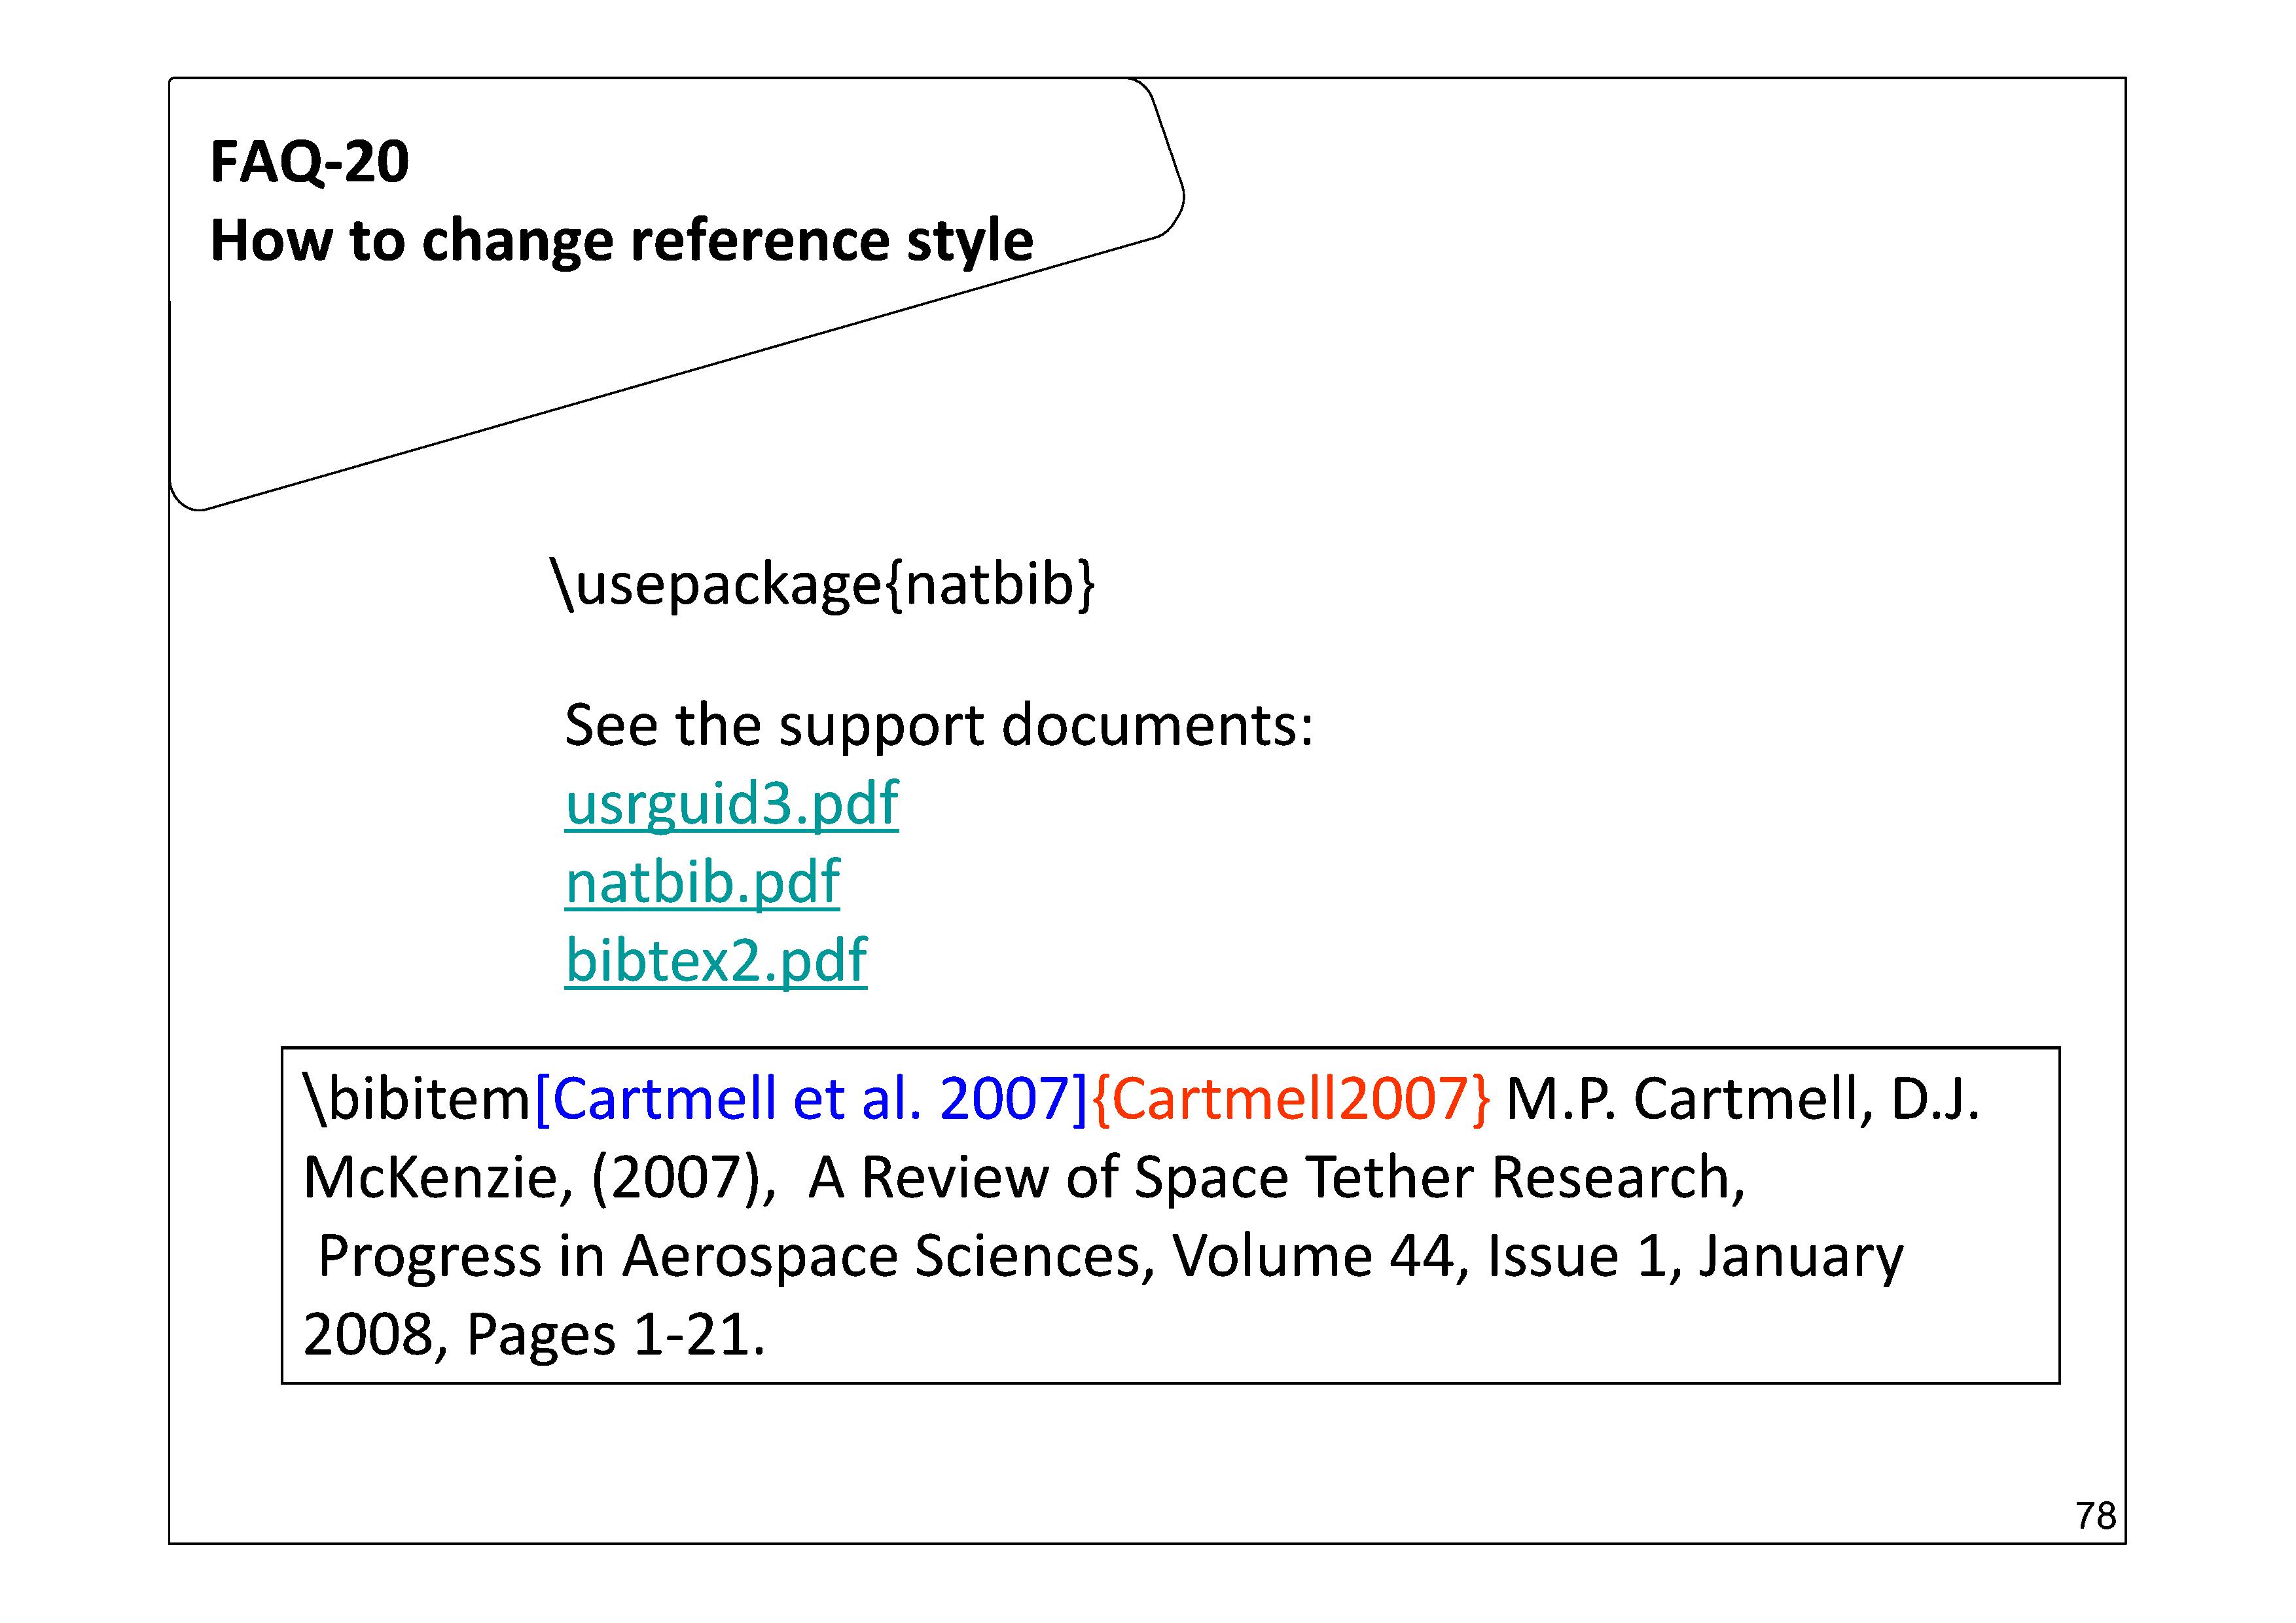 FAQ-20
How to change reference style
\usepackage{natbib}
See the support documents:
usrguid3.pdf
natbib.pdf
bibtex2.pdf
\bibitem[Cartmell et al. 2007]{Cartmell2007} M.P. Cartmell, D.J.
McKenzie, (2007),  A Review of Space Tether Research,
Progress in Aerospace Sciences, Volume 44, Issue 1, January
2008, Pages 1-21.
78